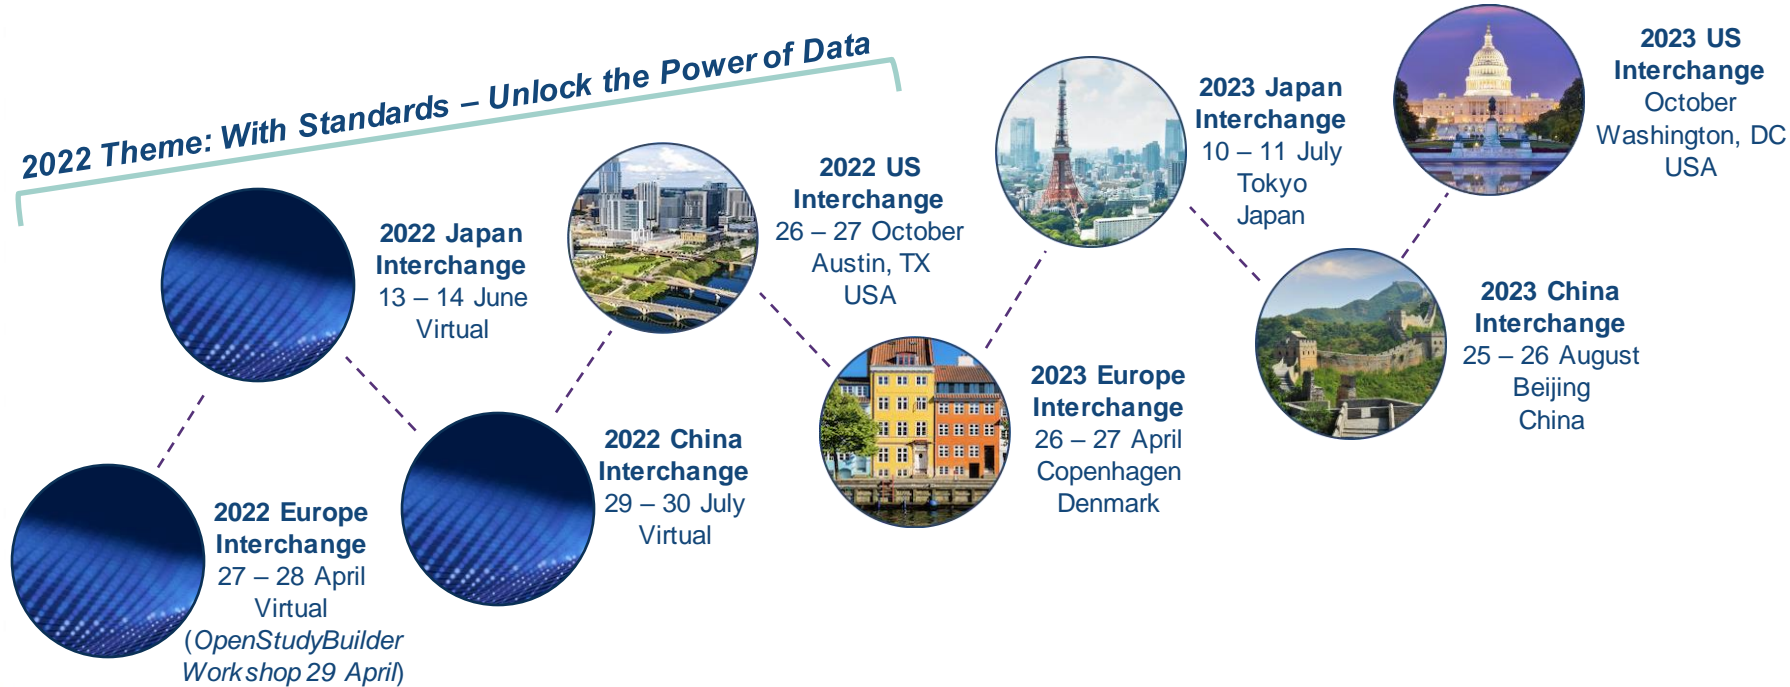 2022 Theme: With Standards – Unlock the Power of Data
2022 Europe
Interchange
27 – 28 April
Virtual
(OpenStudyBuilder
Workshop 29 April)
2022 Japan
Interchange
13 – 14 June
Virtual
2022 China
Interchange
29 – 30 July
Virtual
2022 US
Interchange
26 – 27 October
Austin, TX
USA
2023 Europe
Interchange
26 – 27 April
Copenhagen
Denmark
2023 Japan
Interchange
10 – 11 July
Tokyo
Japan
2023 China
Interchange
25 – 26 August
Beijing
China
2023 US
Interchange
October
Washington, DC
USA